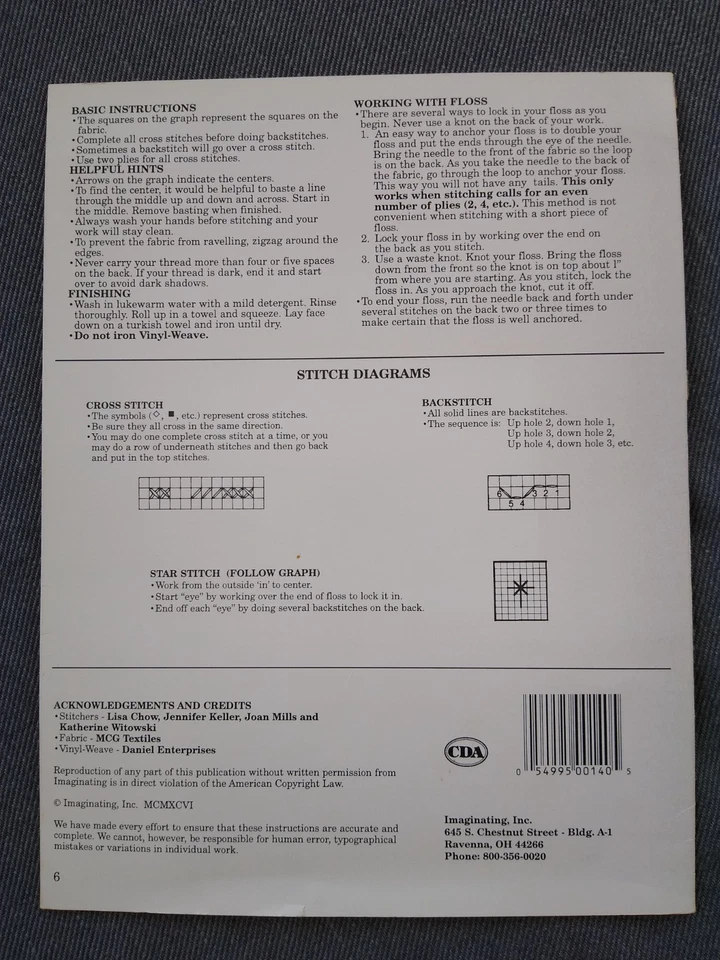 BASIC INSTRUCTIONS
•The squares on the graph represent the squares on the
fabric.
•Complete all cross stitches before doing backstitches.
•Sometimes a backstitch will go over a cross stitch.
•Use two plies for all cross stitches.
HELPFUL HINTS
•Arrows on the graph indicate the centers.
•To find the center, it would be helpful to baste a line
through the middle up and down and across. Start in
the middle. Remove basting when finished.
•Always wash your hands before stitching and your
work will stay clean.
•To prevent the fabric from ravelling, zigzag around the
edges.
•Never carry your thread more than four or five spaces
on the back. If your thread is dark, end it and start
over to avoid dark shadows.
FINISHING
•Wash in lukewarm water with a mild detergent. Rinse
thoroughly. Roll up in a towel and squeeze. Lay face
down on a turkish towel and iron until dry.
•Do not iron Vinyl-Weave.
WORKING WITH FLOSS
•There are several ways to lock in your floss as you
begin. Never use a knot on the back of your work.
1. An easy way to anchor your floss is to double your
floss and put the ends through the eye of the needle.
Bring the needle to the front of the fabric so the loop
is on the back. As you take the needle to the back of
the fabric, go through the loop to anchor your floss.
This way you will not have any tails. This only
works when stitching calls for an even
number of plies (2, 4, etc.). This method is not
convenient when stitching with a short piece of
floss.
2. Lock your floss in by working over the end on
the back as you stitch.
3. Use a waste knot. Knot your floss. Bring the floss
down from the front so the knot is on top about 1"
from where you are starting. As you stitch, lock the
floss in. As you approach the knot, cut it off.
•To end your floss, run the needle back and forth under
several stitches on the back two or three times to
make certain that the floss is well anchored.
STITCH DIAGRAMS
CROSS STITCH
•The symbols (◇, ■, etc.) represent cross stitches.
•Be sure they all cross in the same direction.
•You may do one complete cross stitch at a time, or you
may do a row of underneath stitches and then go back
and put in the top stitches.
BACKSTITCH
•All solid lines are backstitches.
•The sequence is: Up hole 2, down hole 1,
Up hole 3, down hole 2,
Up hole 4, down hole 3, etc.
6 3 2 1
5 4
STAR STITCH (FOLLOW GRAPH)
•Work from the outside 'in' to center.
•Start "eye" by working over the end of floss to lock it in.
•End off each "eye" by doing several backstitches on the back.
ACKNOWLEDGEMENTS AND CREDITS
•Stitchers - Lisa Chow, Jennifer Keller, Joan Mills and
Katherine Witowski
•Fabric - MCG Textiles
•Vinyl-Weave - Daniel Enterprises
Reproduction of any part of this publication without written permission from
Imaginating is in direct violation of the American Copyright Law.
© Imaginating, Inc. MCMXCVI
We have made every effort to ensure that these instructions are accurate and
complete. We cannot, however, be responsible for human error, typographical
mistakes or variations in individual work.
6
CDA
0 54995 00140 5
Imaginating, Inc.
645 S. Chestnut Street - Bldg. A-1
Ravenna, OH 44266
Phone: 800-356-0020